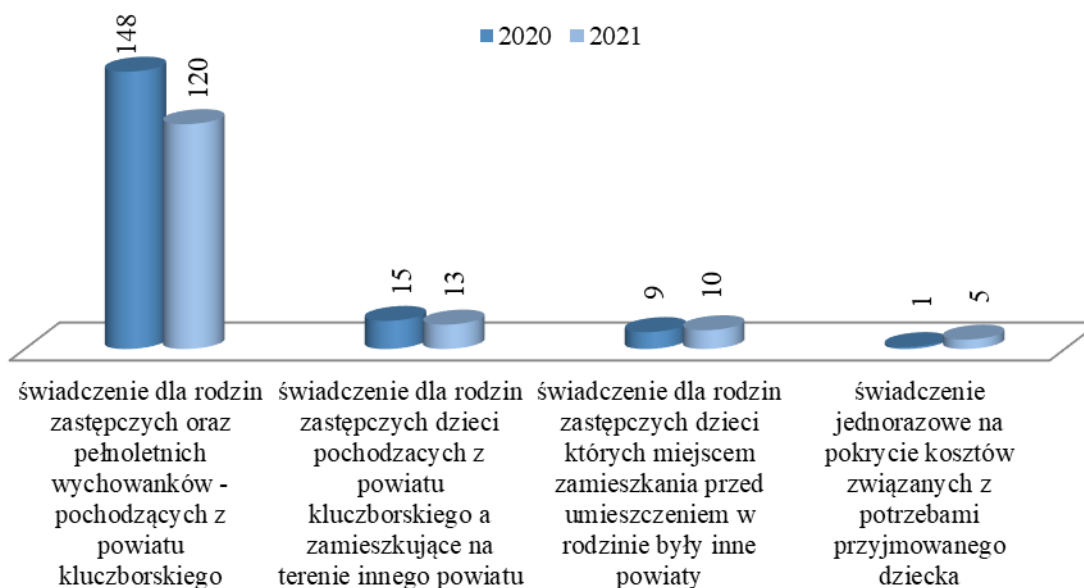 2020 2021
148
120
15
13
9
10
1
5
świadczenie dla rodzin
zastępczych oraz
pełnoletnich
wychowanków -
pochodzących z
powiatu
kluczborskiego
świadczenie dla rodzin
zastępczych dzieci
pochodzacych z
powiatu
kluczborskiego a
zamieszkujące na
terenie innego powiatu
świadczenie dla rodzin
zastępczych dzieci
których miejscem
zamieszkania przed
umieszczeniem w
rodzinie były inne
powiaty
świadczenie
jednorazowe na
pokrycie kosztów
związanych z
potrzebami
przyjmowanego
dziecka